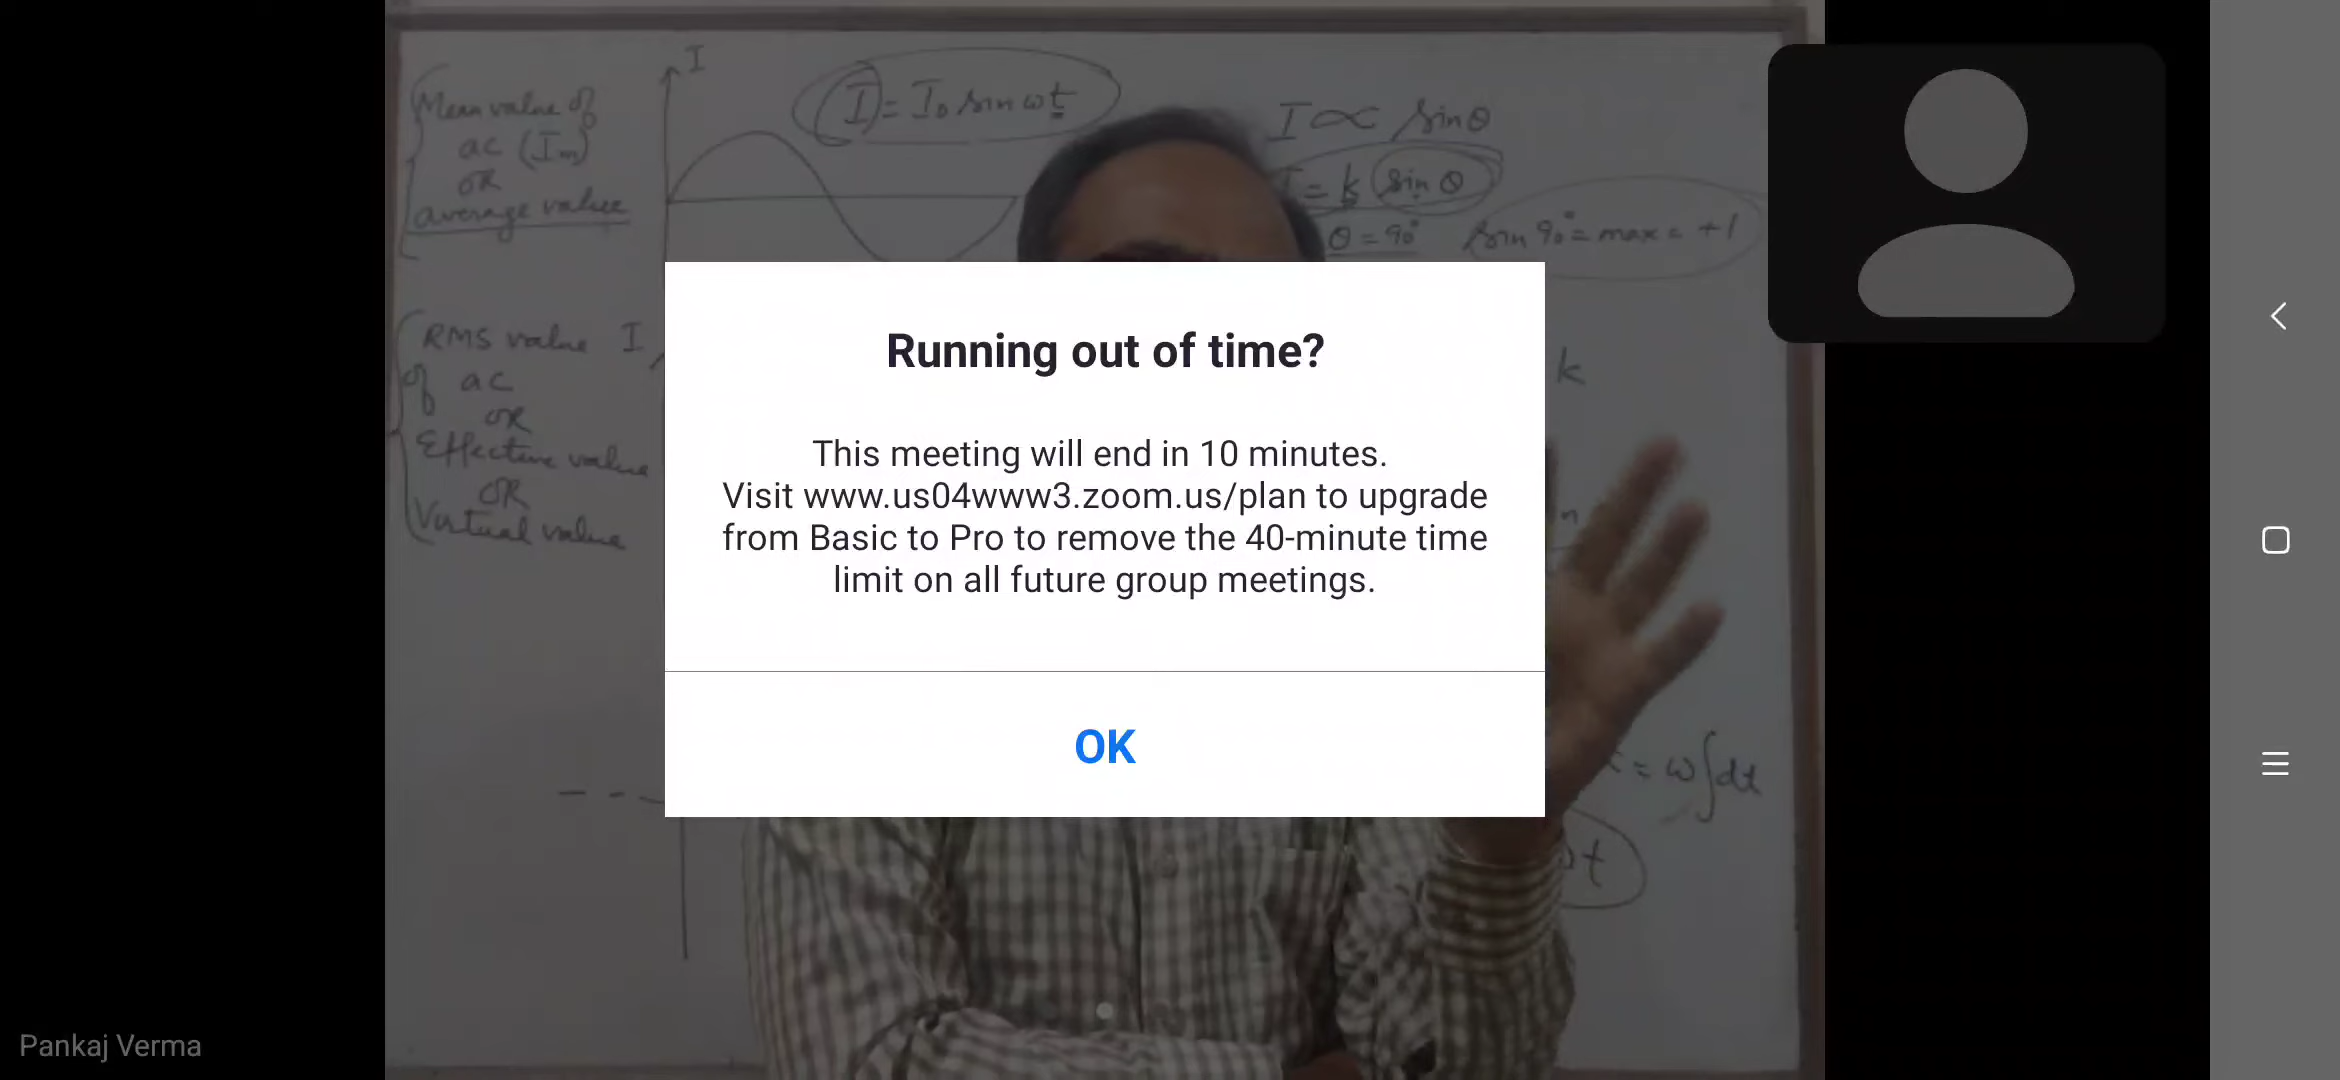 I
I = I₀ sin ωt
Mean value of
ac (Im)
OR
average value
I ∝ sin θ
= k sin θ
θ = 90° sin 90° = max = +1
RMS value I
of ac
OR
Effective value
OR
Virtual value
k
Running out of time?
This meeting will end in 10 minutes.
Visit www.us04www3.zoom.us/plan to upgrade
from Basic to Pro to remove the 40-minute time
limit on all future group meetings.
OK
= ω∫dt
t
Pankaj Verma